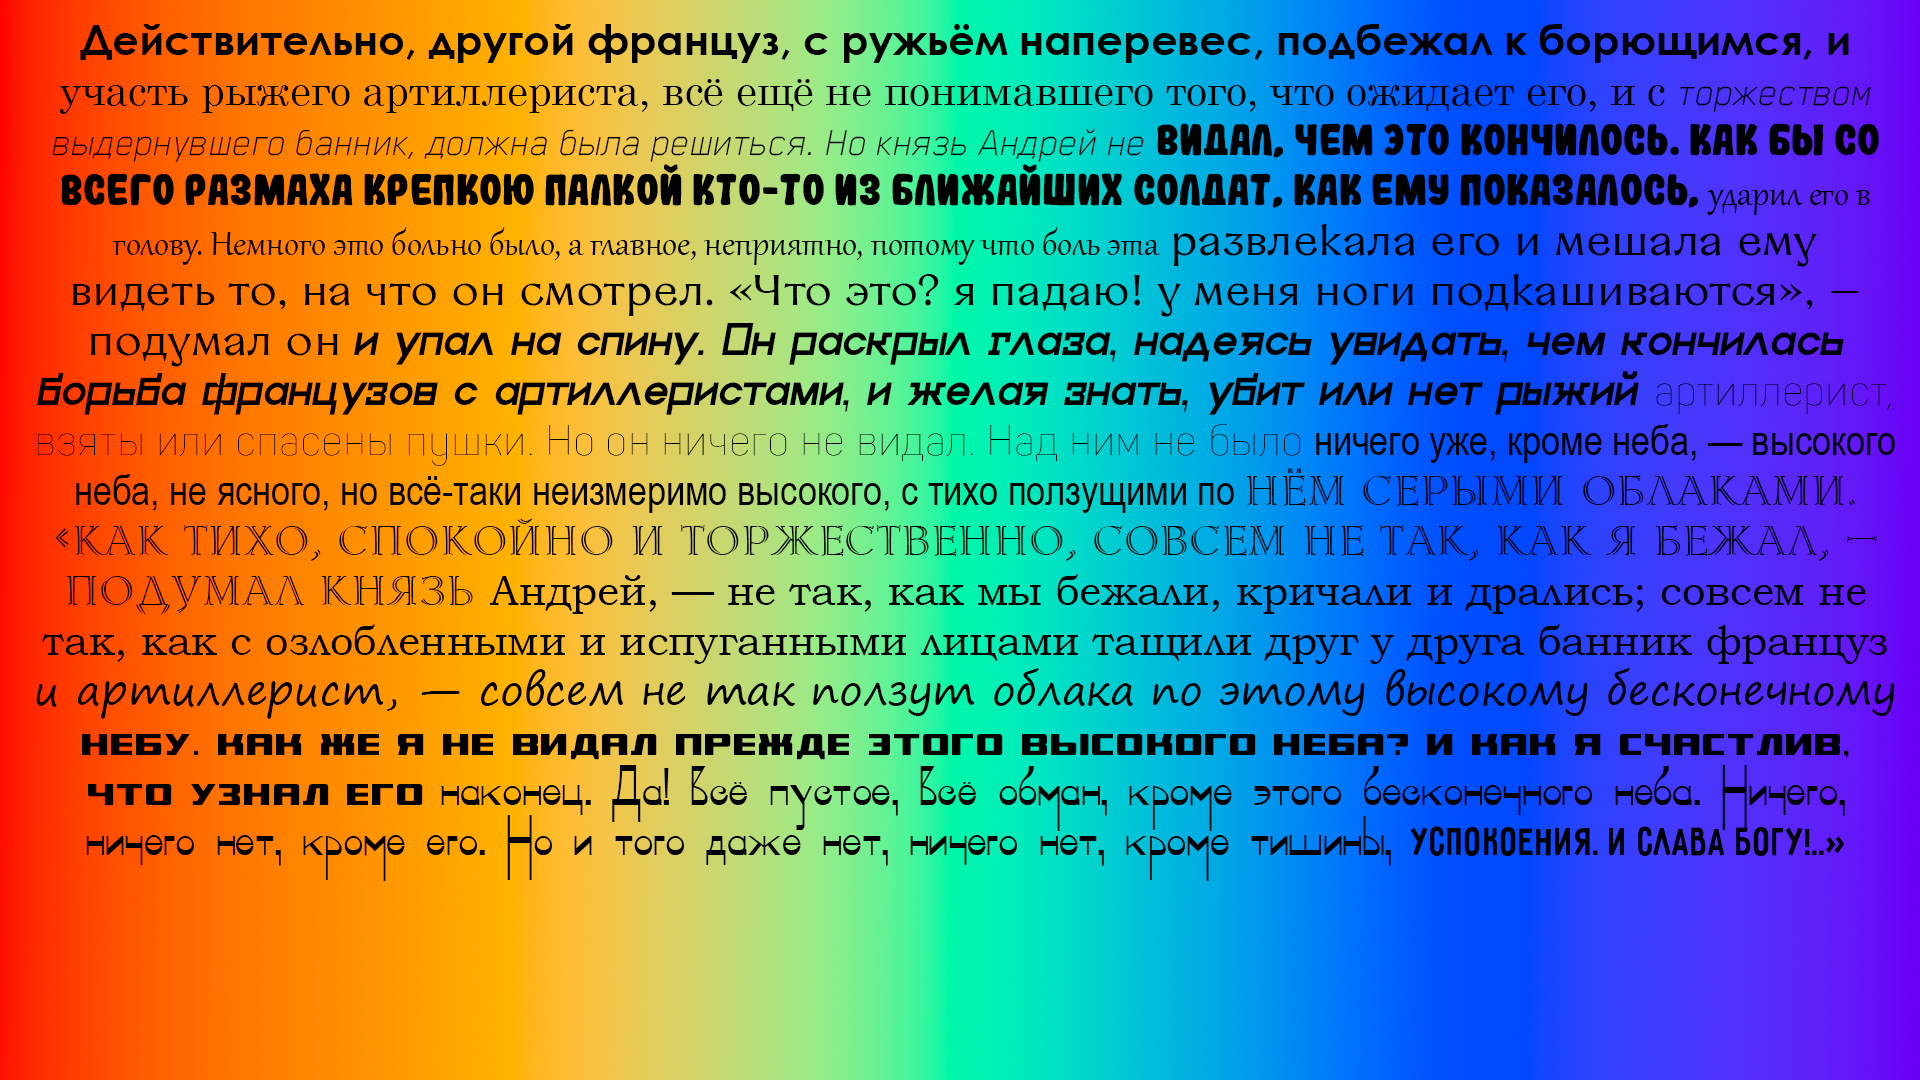 Действительно, другой француз, с ружьём наперевес, подбежал к борющимся, и
участь рыжего артиллериста, всё ещё не понимавшего того, что ожидает его, и с торжеством
выдернувшего банник, должна была решиться. Но князь Андрей не ВИДАЛ, ЧЕМ ЭТО КОНЧИЛОСЬ. КАК БЫ СО
ВСЕГО РАЗМАХА КРЕПКОЮ ПАЛКОЙ КТО-ТО ИЗ БЛИЖАЙШИХ СОЛДАТ, КАК ЕМУ ПОКАЗАЛОСЬ, ударил его в
голову. Немного это больно было, а главное, неприятно, потому что боль эта развлекала его и мешала ему
видеть то, на что он смотрел. «Что это? я падаю! у меня ноги подкашиваются», —
подумал он и упал на спину. Он раскрыл глаза, надеясь увидать, чем кончилась
борьба французов с артиллеристами, и желая знать, убит или нет рыжий артиллерист,
взяты или спасены пушки. Но он ничего не видал. Над ним не было ничего уже, кроме неба, — высокого
неба, не ясного, но всё-таки неизмеримо высокого, с тихо ползущими по НЁМ СЕРЫМИ ОБЛАКАМИ.
«КАК ТИХО, СПОКОЙНО И ТОРЖЕСТВЕННО, СОВСЕМ НЕ ТАК, КАК Я БЕЖАЛ, —
ПОДУМАЛ КНЯЗЬ Андрей, — не так, как мы бежали, кричали и дрались; совсем не
так, как с озлобленными и испуганными лицами тащили друг у друга банник француз
и артиллерист, — совсем не так ползут облака по этому высокому бесконечному
НЕБУ. КАК ЖЕ Я НЕ ВИДАЛ ПРЕЖДЕ ЭТОГО ВЫСОКОГО НЕБА? И КАК Я СЧАСТЛИВ,
ЧТО УЗНАЛ ЕГО наконец. Да! Всё пустое, всё обман, кроме этого бесконечного неба. Ничего,
ничего нет, кроме его. Но и того даже нет, ничего нет, кроме тишины, УСПОКОЕНИЯ. И СЛАВА БОГУ!..»